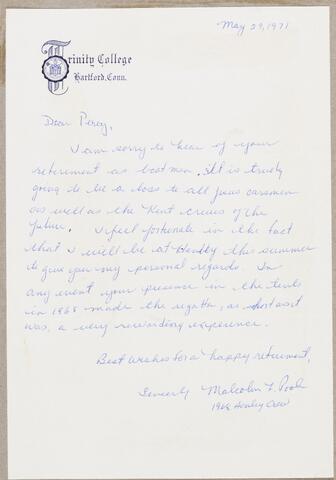 May 29, 1971
Trinity College
Hartford, Conn.
Dear Percy,
I am sorry to hear of your
retirement as boatman. It is truly
going to be a loss to all oarsmen
as well as the Kent crews of the
future. I feel fortunate in the fact
that I will be at Henley this summer
to give you my personal regards. In
any event your presence in the tents
in 1968 made the regatta, as short as it
was, a very rewarding experience.
Best wishes for a happy retirement,
Sincerely Malcolm F. Poole
1968 Henley Crew